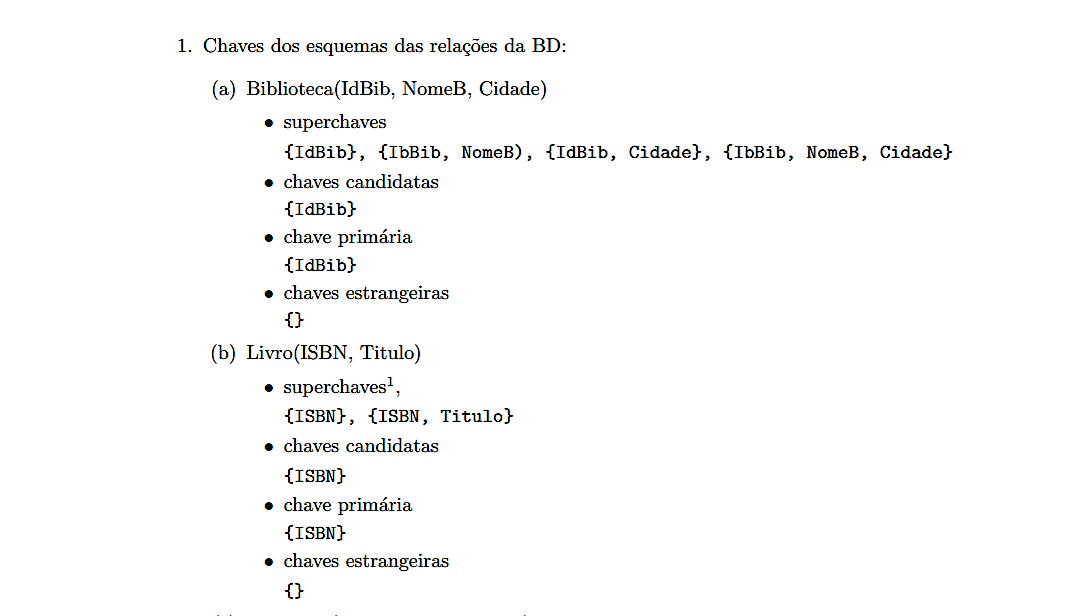 1. Chaves dos esquemas das relações da BD:
(a) Biblioteca(IdBib, NomeB, Cidade)
• superchaves
{IdBib}, {IbBib, NomeB), {IdBib, Cidade}, {IbBib, NomeB, Cidade}
• chaves candidatas
{IdBib}
• chave primária
{IdBib}
• chaves estrangeiras
{}
(b) Livro(ISBN, Titulo)
• superchaves¹,
{ISBN}, {ISBN, Titulo}
• chaves candidatas
{ISBN}
• chave primária
{ISBN}
• chaves estrangeiras
{}